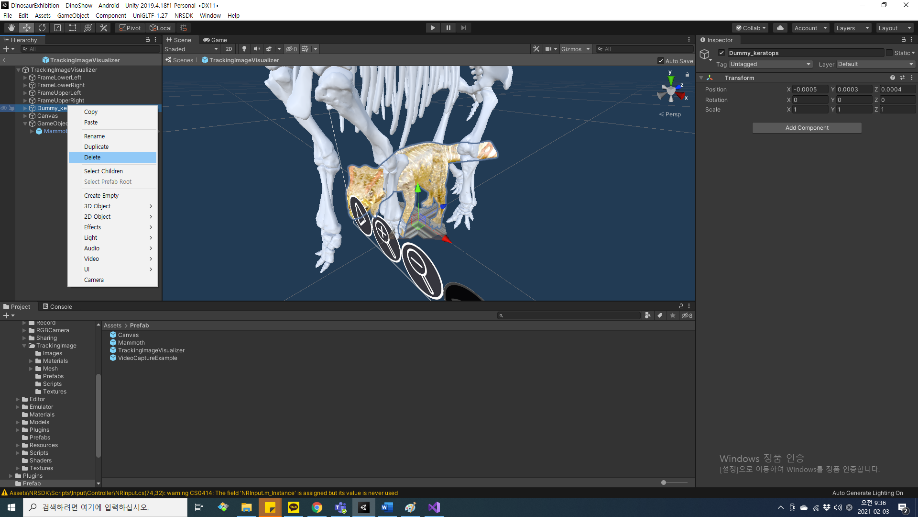 DinosaurExhibition - DinoShow - Android - Unity 2019.4.18f1 Personal <DX11>
File Edit Assets GameObject Component UniGLTF-1.27 NRSDK Window Help
Pivot Local Collab Account Layers Layout
Hierarchy Scene Game Inspector
All Shaded 2D Gizmos All
Dummy_keratops Static
TrackingImageVisualizer Scenes TrackingImageVisualizer Auto Save
Tag Untagged Layer Default
TrackingImageVisualizer
FrameLowerLeft
FrameLowerRight
FrameUpperLeft
FrameUpperRight
Canvas
GameObject
Mammoth
Copy
Paste
Rename
Duplicate
Delete
Select Children
Select Prefab Root
Create Empty
3D Object
2D Object
Effects
Light
Audio
Video
UI
Camera
y
x
Persp
Transform
Position X -0.0005 Y 0.0003 Z 0.0004
Rotation X 0 Y 0 Z 0
Scale X 1 Y 1 Z 1
Add Component
Project Console
Record
RGBCamera
Sharing
TrackingImage
Images
Materials
Mesh
Prefabs
Scripts
Textures
Editor
Emulator
Materials
Models
Plugins
Prefabs
Resources
Scripts
Shaders
Textures
Plugins
Prefab
Assets > Prefab
Canvas
Mammoth
TrackingImageVisualizer
VideoCaptureExample
Windows 정품 인증
[설정]으로 이동하여 Windows를 정품 인증합니다.
Assets\NRSDK\Scripts\Input\Controller\NRInput.cs(74,32): warning CS0414: The field 'NRInput.m_Instance' is assigned but its value is never used
Auto Generate Lighting On
검색하려면 여기에 입력하십시오.
오전 9:36
2021-02-03